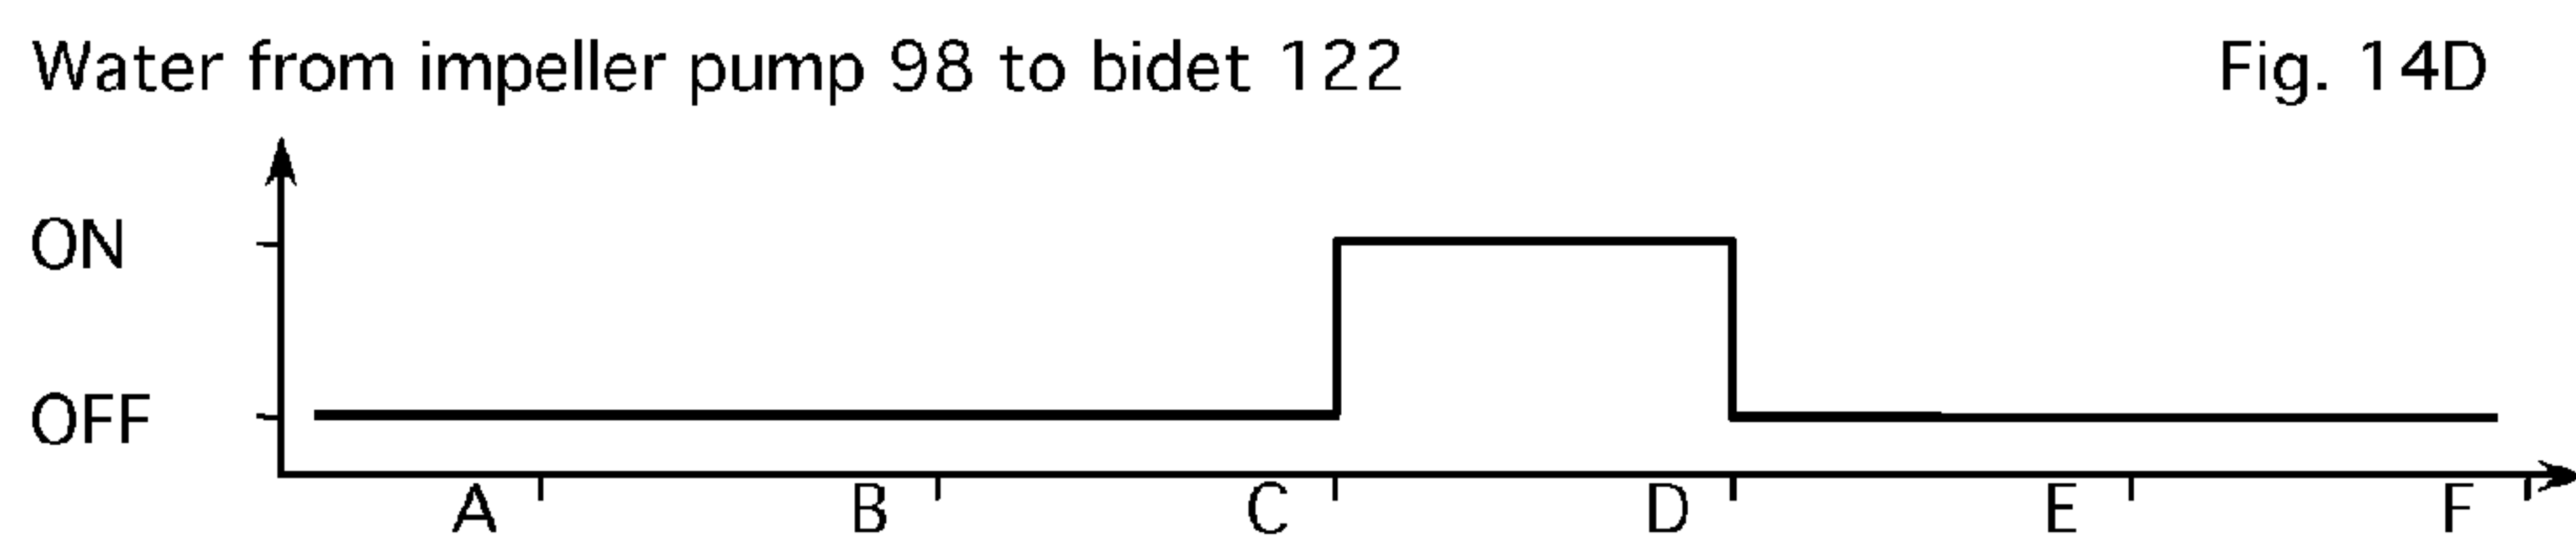 Water from impeller pump 98 to bidet 122
Fig. 14D
ON
OFF
A B C D E F